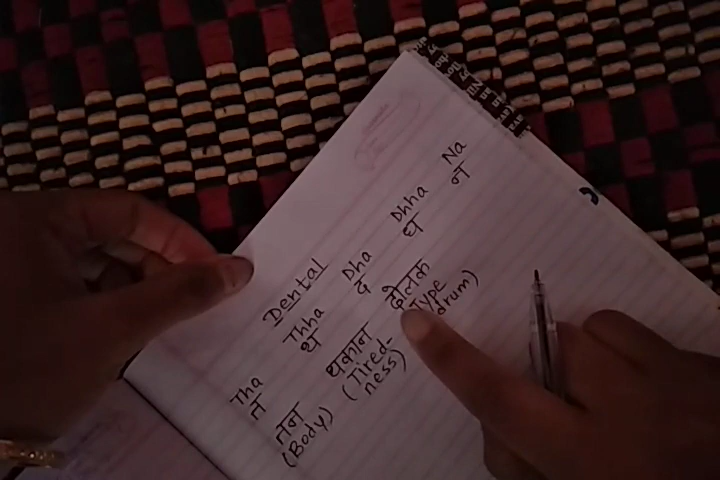 Dental
Tha Thha Dha Dhha Na
त थ द ध न
तन थकान ढोलक
(Body) (Tired- Type
ness) drum)